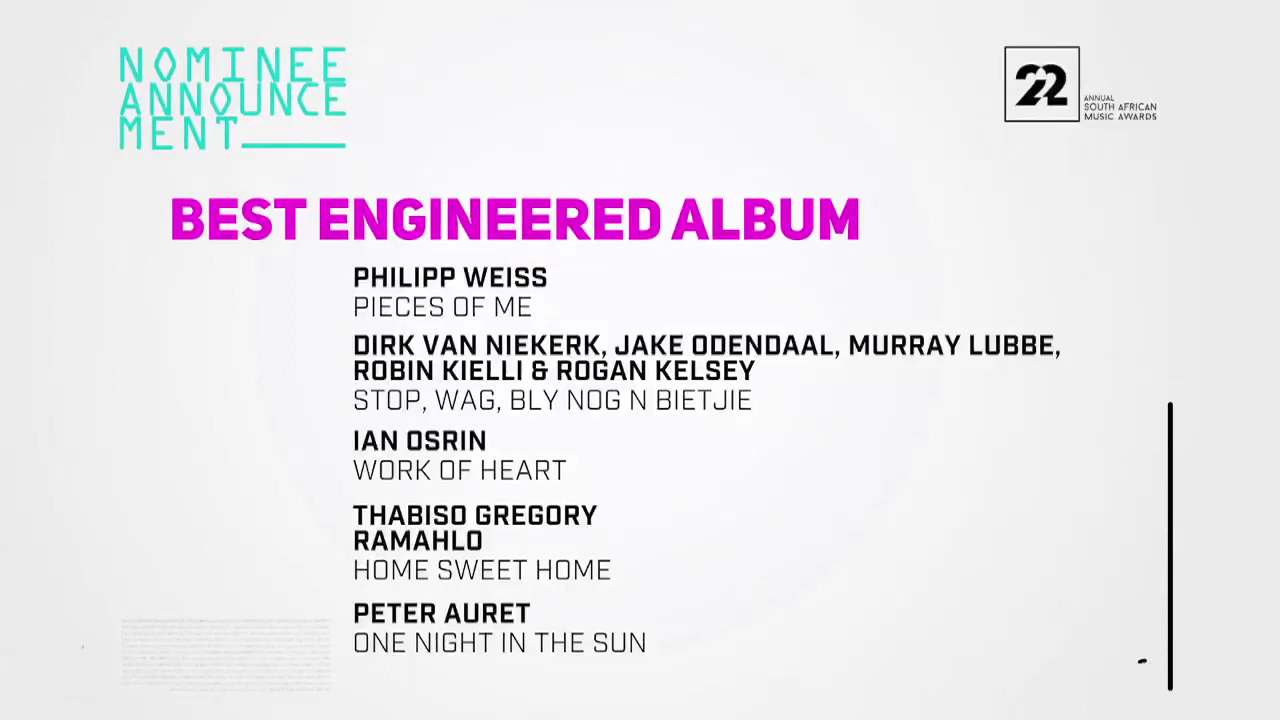 NOMINEE
ANNOUNCE
MENT
22
ANNUAL
SOUTH AFRICAN
MUSIC AWARDS
BEST ENGINEERED ALBUM
PHILIPP WEISS
PIECES OF ME
DIRK VAN NIEKERK, JAKE ODENDAAL, MURRAY LUBBE,
ROBIN KIELLI & ROGAN KELSEY
STOP, WAG, BLY NOG N BIETJIE
IAN OSRIN
WORK OF HEART
THABISO GREGORY
RAMAHLO
HOME SWEET HOME
PETER AURET
ONE NIGHT IN THE SUN